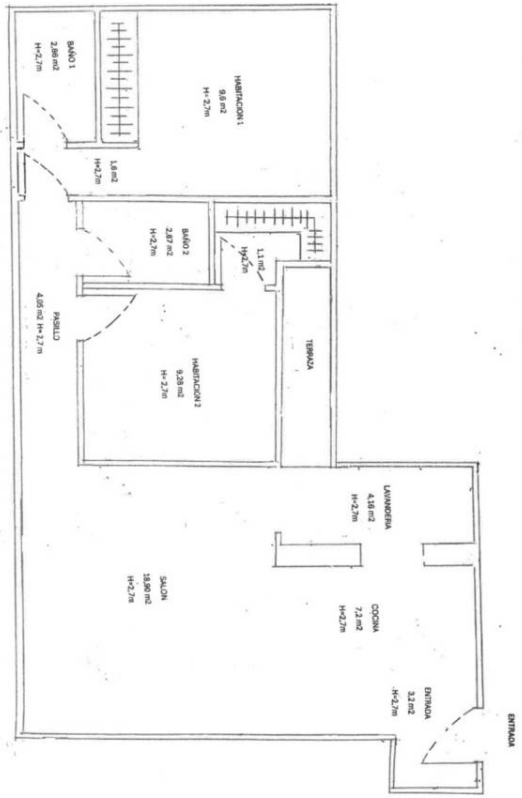 BAÑO 1
2,86 m2
H=2,7m
HABITACION 1
9,6 m2
H= 2,7m
1,6 m2
H=2,7m
BAÑO 2
2,87 m2
H=2,7m
1,1 m2
H=2,7m
TERRAZA
PASILLO
4,05 m2 H= 2,7 m
HABITACION 2
9,28 m2
H= 2,7m
LAVANDERIA
4,16 m2
H=2,7m
SALON
18,90 m2
H=2,7m
COCINA
7,2 m2
H=2,7m
ENTRADA
3,2 m2
H=2,7m
ENTRADA